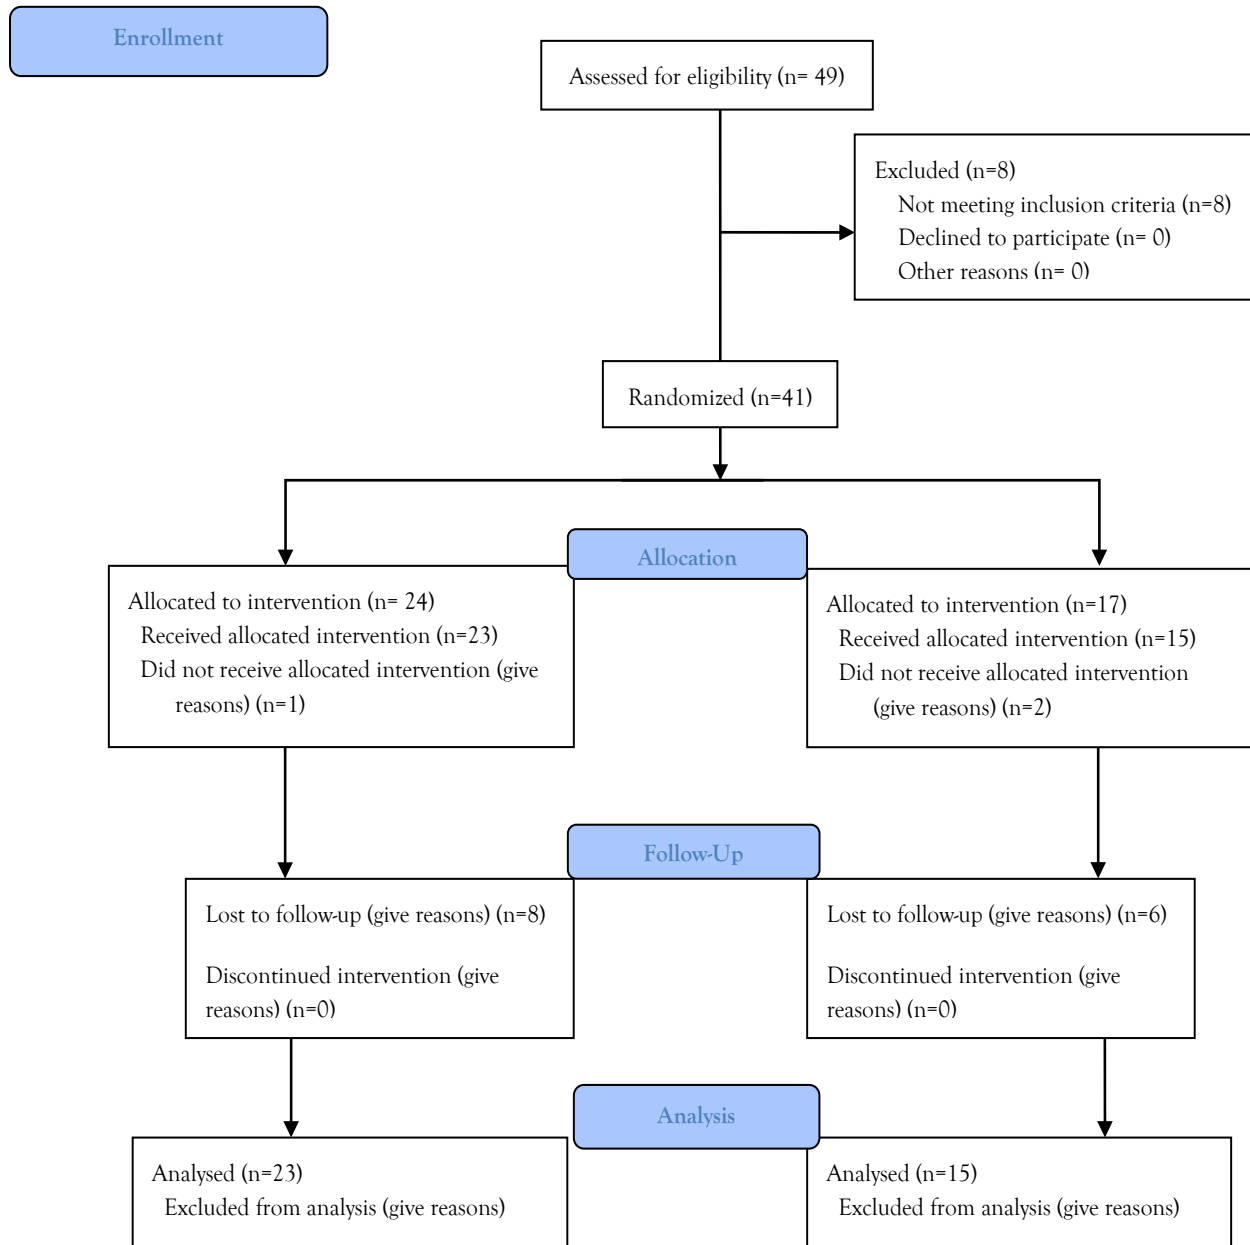 Enrollment
Assessed for eligibility (n= 49)
Excluded (n=8)
Not meeting inclusion criteria (n=8)
Declined to participate (n= 0)
Other reasons (n= 0)
Randomized (n=41)
Allocation
Allocated to intervention (n= 24)
Received allocated intervention (n=23)
Did not receive allocated intervention (give
reasons) (n=1)
Allocated to intervention (n=17)
Received allocated intervention (n=15)
Did not receive allocated intervention
(give reasons) (n=2)
Follow-Up
Lost to follow-up (give reasons) (n=8)
Discontinued intervention (give
reasons) (n=0)
Lost to follow-up (give reasons) (n=6)
Discontinued intervention (give
reasons) (n=0)
Analysis
Analysed (n=23)
Excluded from analysis (give reasons)
Analysed (n=15)
Excluded from analysis (give reasons)